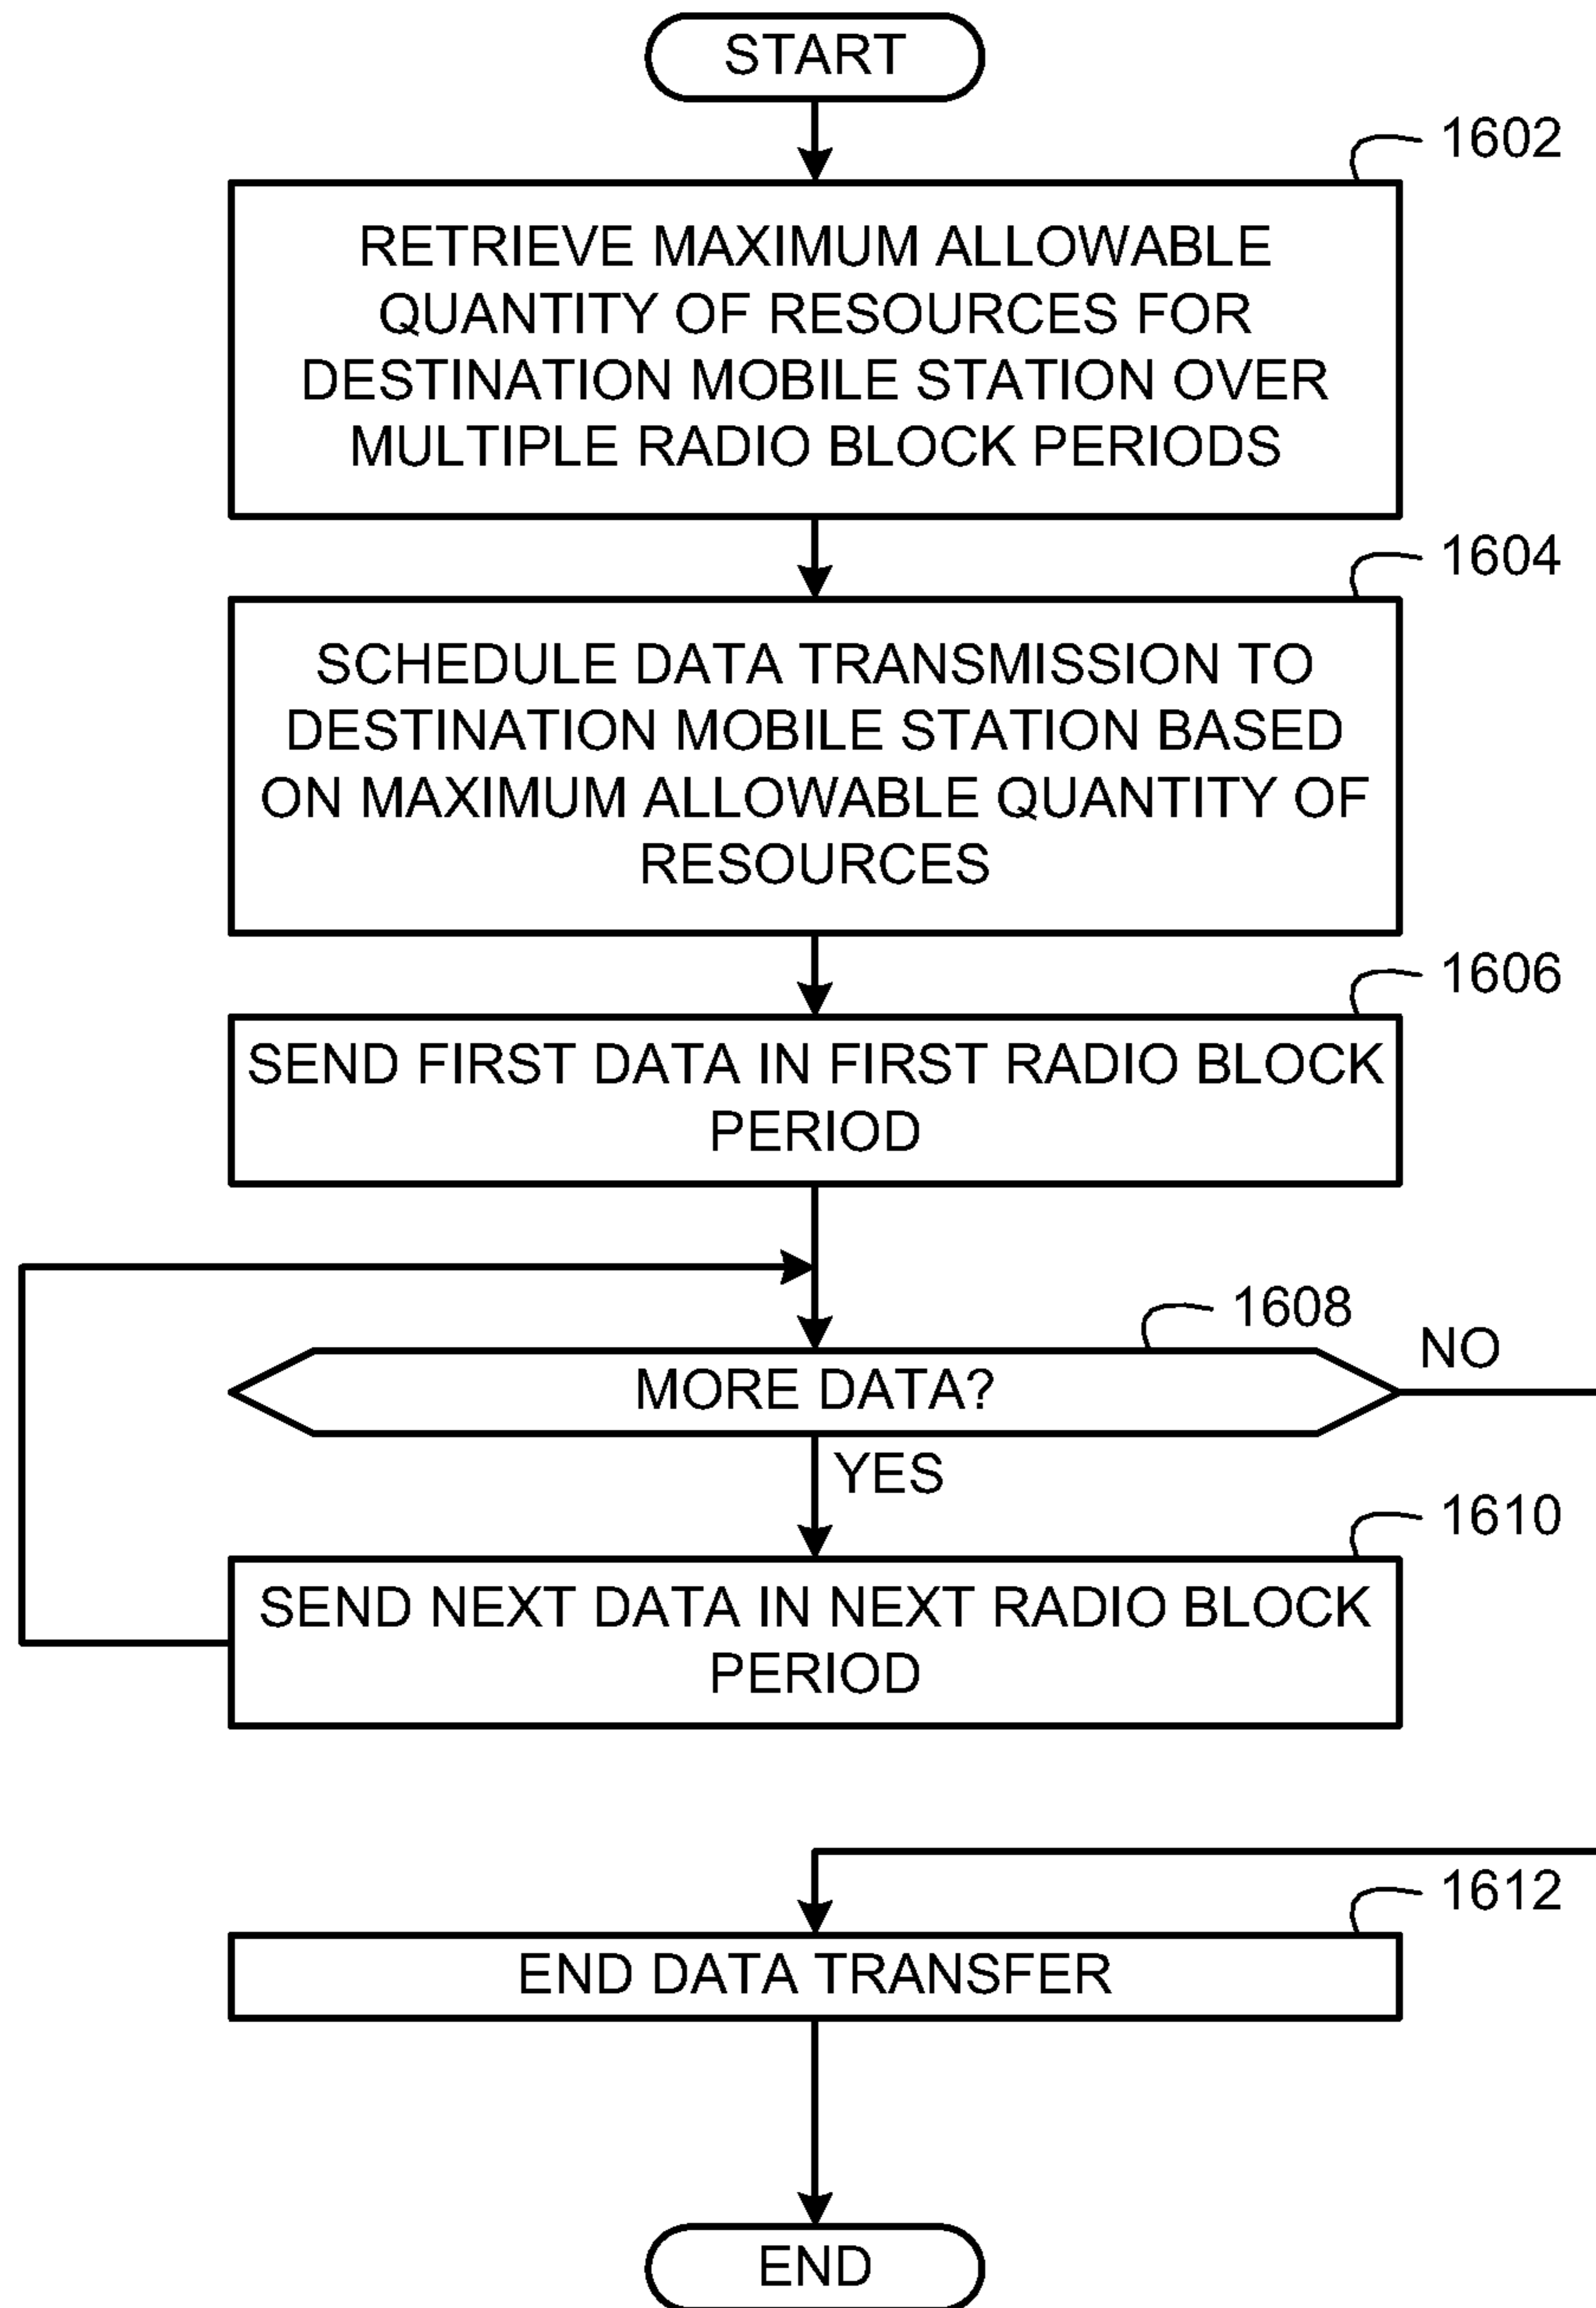 START
1602
RETRIEVE MAXIMUM ALLOWABLE
QUANTITY OF RESOURCES FOR
DESTINATION MOBILE STATION OVER
MULTIPLE RADIO BLOCK PERIODS
1604
SCHEDULE DATA TRANSMISSION TO
DESTINATION MOBILE STATION BASED
ON MAXIMUM ALLOWABLE QUANTITY OF
RESOURCES
1606
SEND FIRST DATA IN FIRST RADIO BLOCK
PERIOD
1608
NO
MORE DATA?
YES
1610
SEND NEXT DATA IN NEXT RADIO BLOCK
PERIOD
1612
END DATA TRANSFER
END